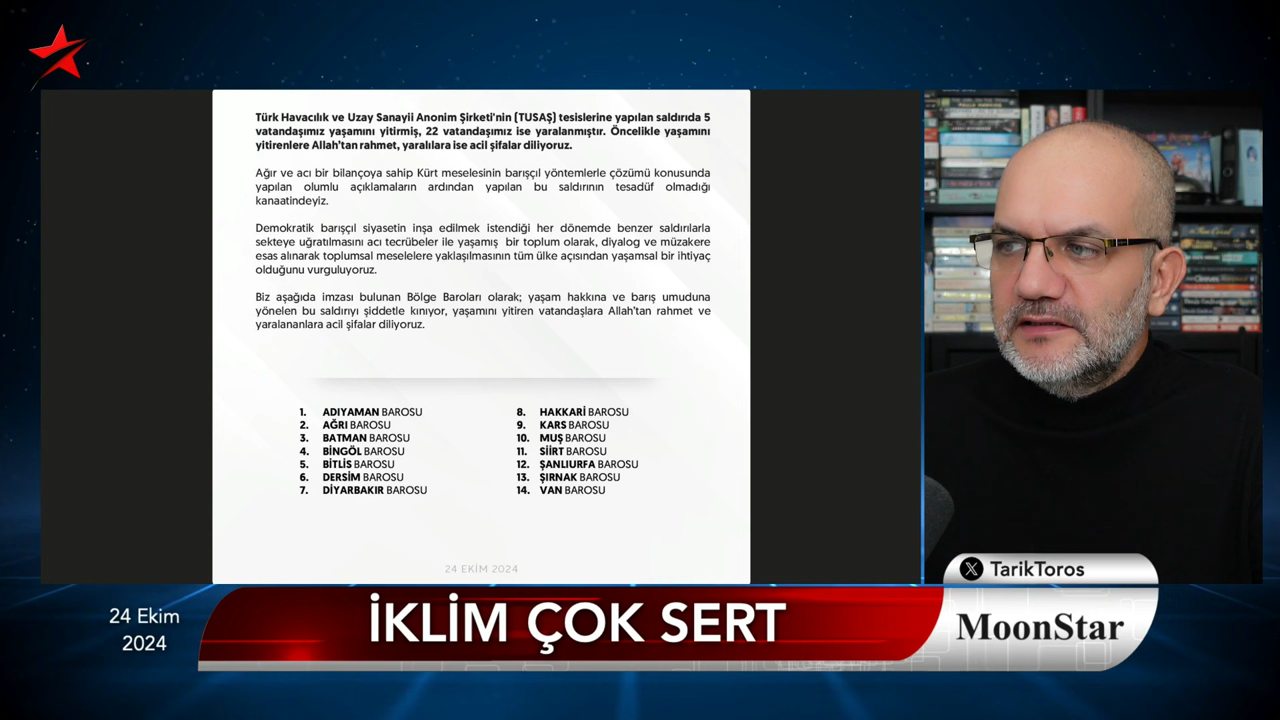 Türk Havacılık ve Uzay Sanayii Anonim Şirketi'nin (TUSAŞ) tesislerine yapılan saldırıda 5
vatandaşımız yaşamını yitirmiş, 22 vatandaşımız ise yaralanmıştır. Öncelikle yaşamını
yitirenlere Allah'tan rahmet, yaralılara ise acil şifalar diliyoruz.
Ağır ve acı bir bilançoya sahip Kürt meselesinin barışçıl yöntemlerle çözümü konusunda
yapılan olumlu açıklamaların ardından yapılan bu saldırının tesadüf olmadığı
kanaatindeyiz.
Demokratik barışçıl siyasetin inşa edilmek istendiği her dönemde benzer saldırılarla
sekteye uğratılmasını acı tecrübeler ile yaşamış bir toplum olarak, diyalog ve müzakere
esas alınarak toplumsal meselelere yaklaşılmasının tüm ülke açısından yaşamsal bir ihtiyaç
olduğunu vurguluyoruz.
Biz aşağıda imzası bulunan Bölge Baroları olarak; yaşam hakkına ve barış umuduna
yönelen bu saldırıyı şiddetle kınıyor, yaşamını yitiren vatandaşlara Allah'tan rahmet ve
yaralananlara acil şifalar diliyoruz.
1. ADIYAMAN BAROSU
2. AĞRI BAROSU
3. BATMAN BAROSU
4. BİNGÖL BAROSU
5. BİTLİS BAROSU
6. DERSİM BAROSU
7. DİYARBAKIR BAROSU
8. HAKKARİ BAROSU
9. KARS BAROSU
10. MUŞ BAROSU
11. SİİRT BAROSU
12. ŞANLIURFA BAROSU
13. ŞIRNAK BAROSU
14. VAN BAROSU
24 EKİM 2024
X TarikToros
24 Ekim
2024
İKLİM ÇOK SERT
MoonStar